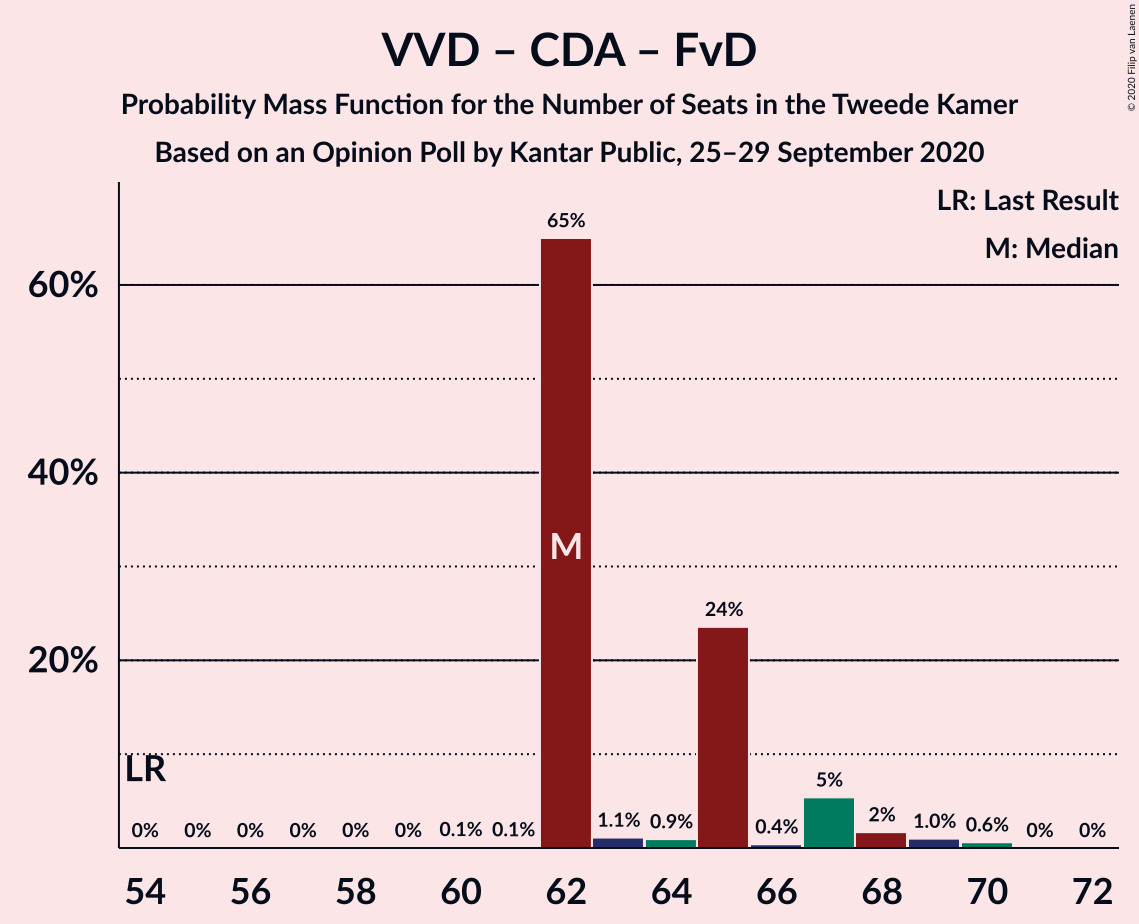 VVD – CDA – FvD
Probability Mass Function for the Number of Seats in the Tweede Kamer
Based on an Opinion Poll by Kantar Public, 25–29 September 2020
© 2020 Filip van Laenen
LR: Last Result
M: Median
60%
40%
20%
65%
M
24%
LR
0% 0% 0% 0% 0% 0% 0.1% 0.1% 1.1% 0.9% 0.4% 5% 2% 1.0% 0.6% 0% 0%
54 56 58 60 62 64 66 68 70 72